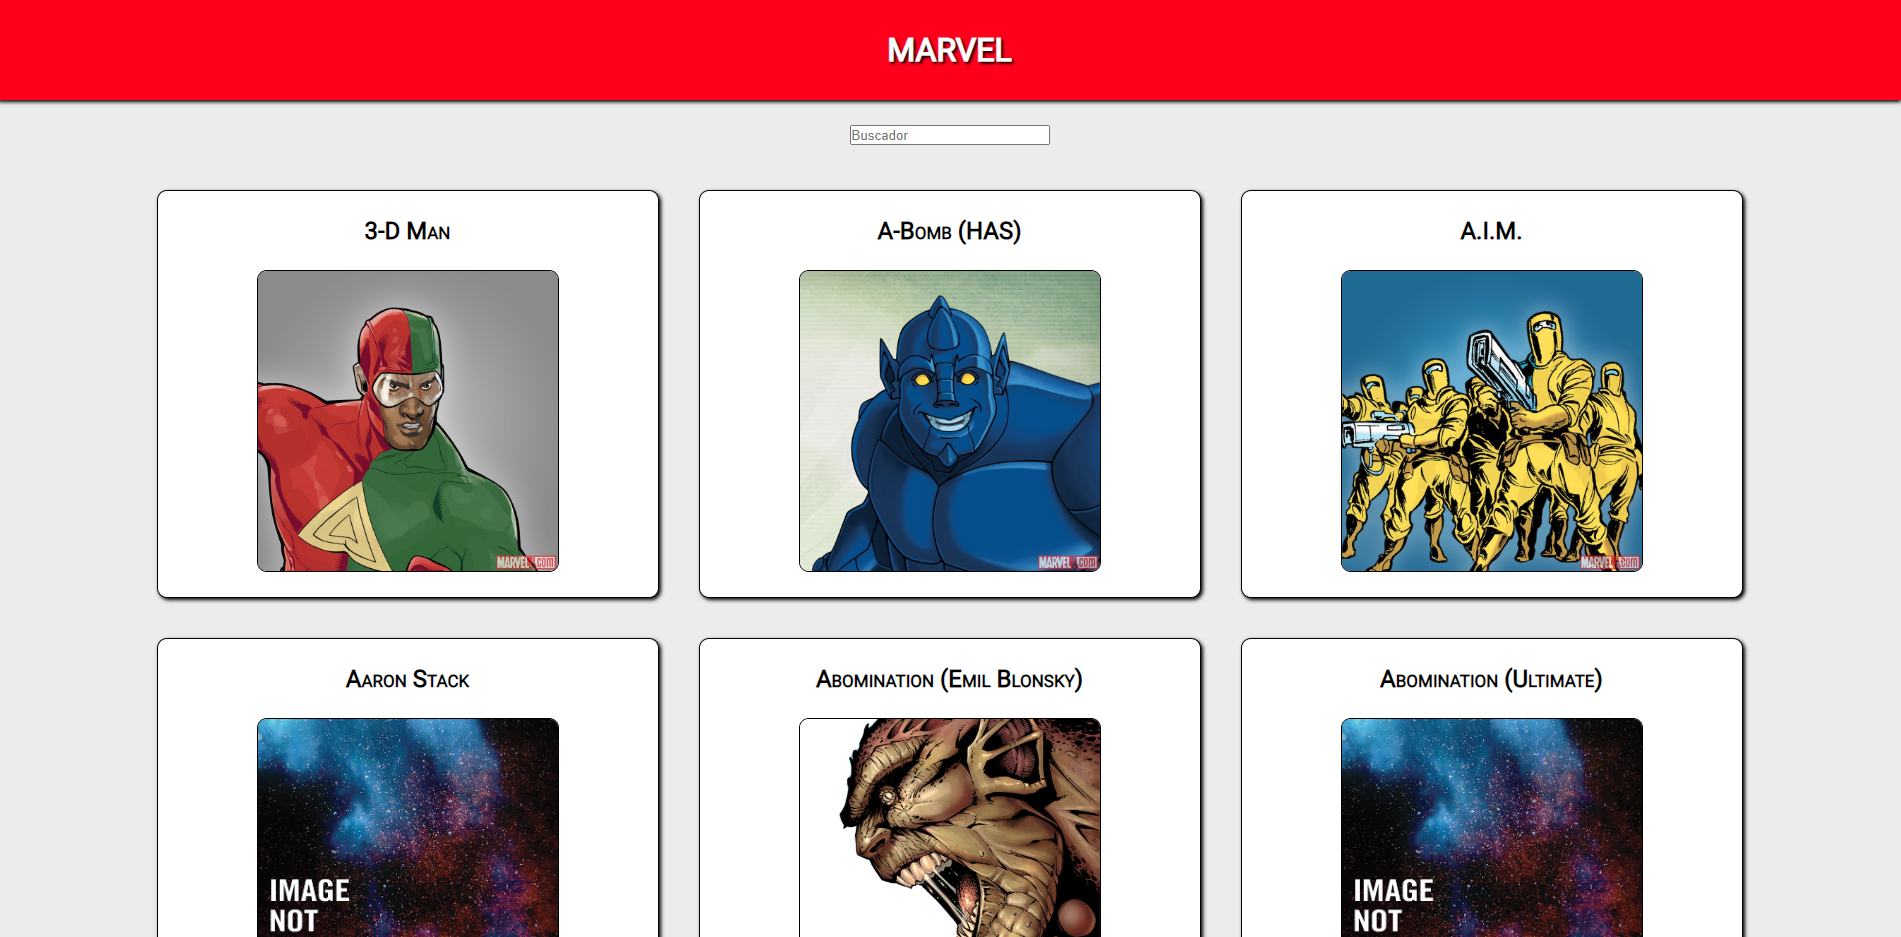 MARVEL
Buscador
3-D Man
A-Bomb (HAS)
A.I.M.
MARVEL.com
MARVEL.com
MARVEL.com
Aaron Stack
Abomination (Emil Blonsky)
Abomination (Ultimate)
IMAGE
NOT
IMAGE
NOT